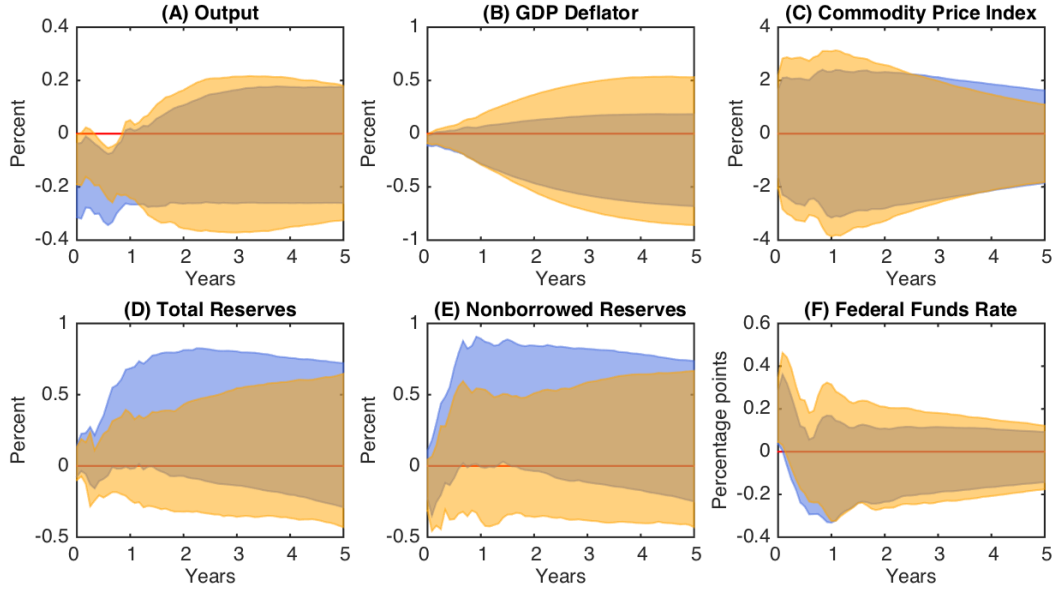 (A) Output
(B) GDP Deflator
(C) Commodity Price Index
0.4
0.2
0
-0.2
-0.4
Percent
0 1 2 3 4 5
Years
1
0.5
0
-0.5
-1
Percent
0 1 2 3 4 5
Years
4
2
0
-2
-4
Percent
0 1 2 3 4 5
Years
(D) Total Reserves
(E) Nonborrowed Reserves
(F) Federal Funds Rate
1
0.5
0
-0.5
Percent
0 1 2 3 4 5
Years
1
0.5
0
-0.5
Percent
0 1 2 3 4 5
Years
0.6
0.4
0.2
0
-0.2
-0.4
Percentage points
0 1 2 3 4 5
Years